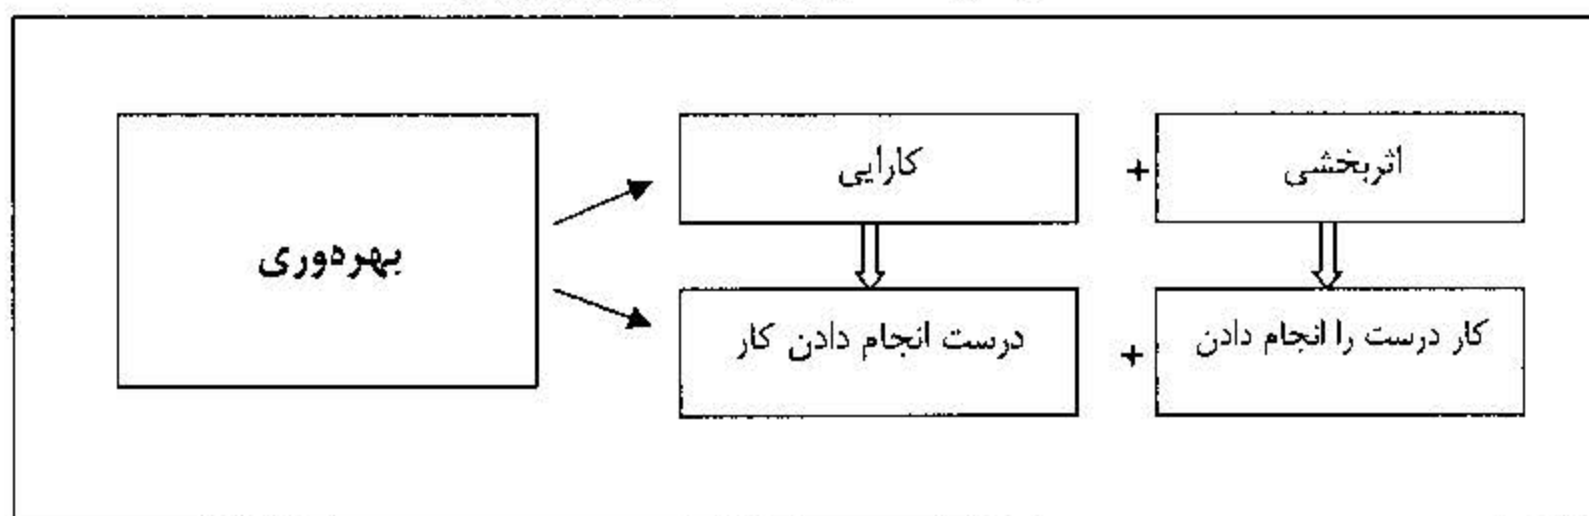 اثربخشی
+
کارایی
بهره‌وری
کار درست را انجام دادن
+
درست انجام دادن کار